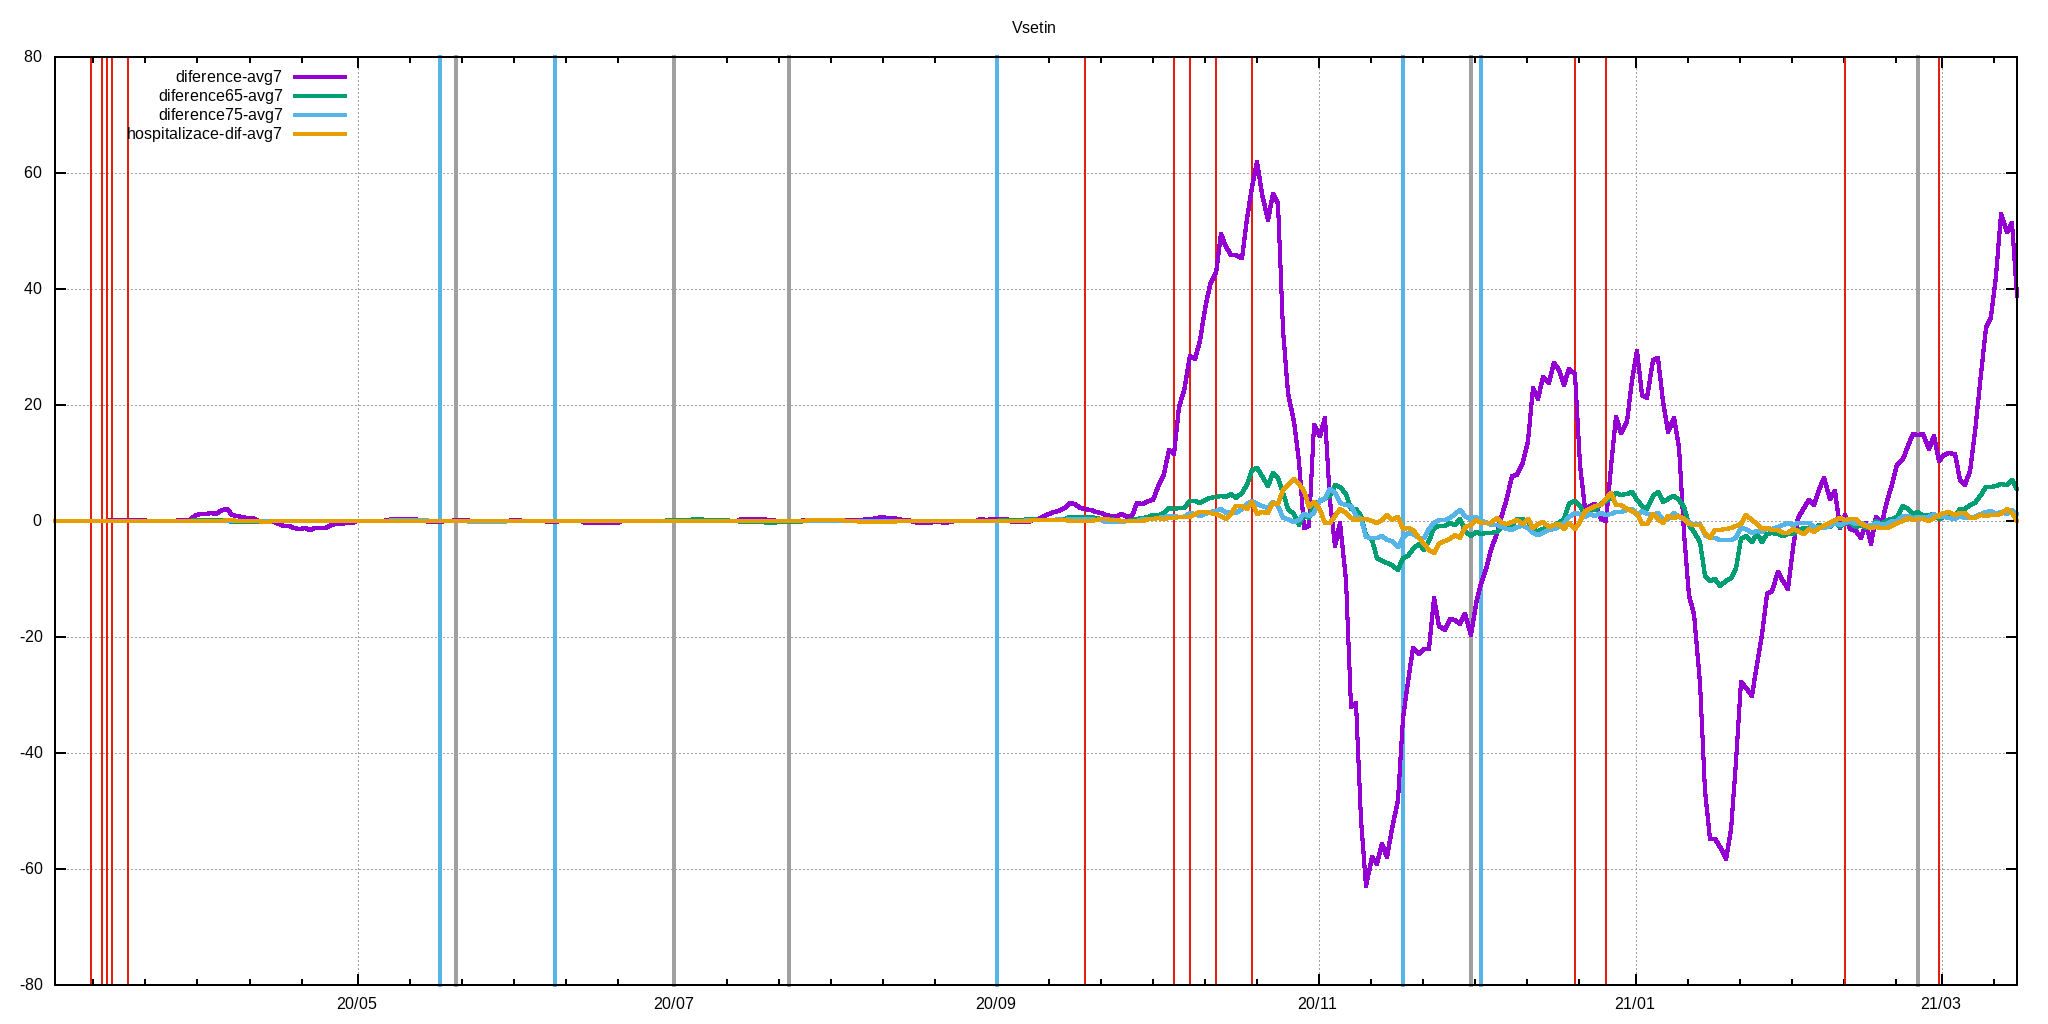 Vsetin
80
60
40
20
0
-20
-40
-60
-80
diference-avg7
diference65-avg7
diference75-avg7
hospitalizace-dif-avg7
20/05 20/07 20/09 20/11 21/01 21/03